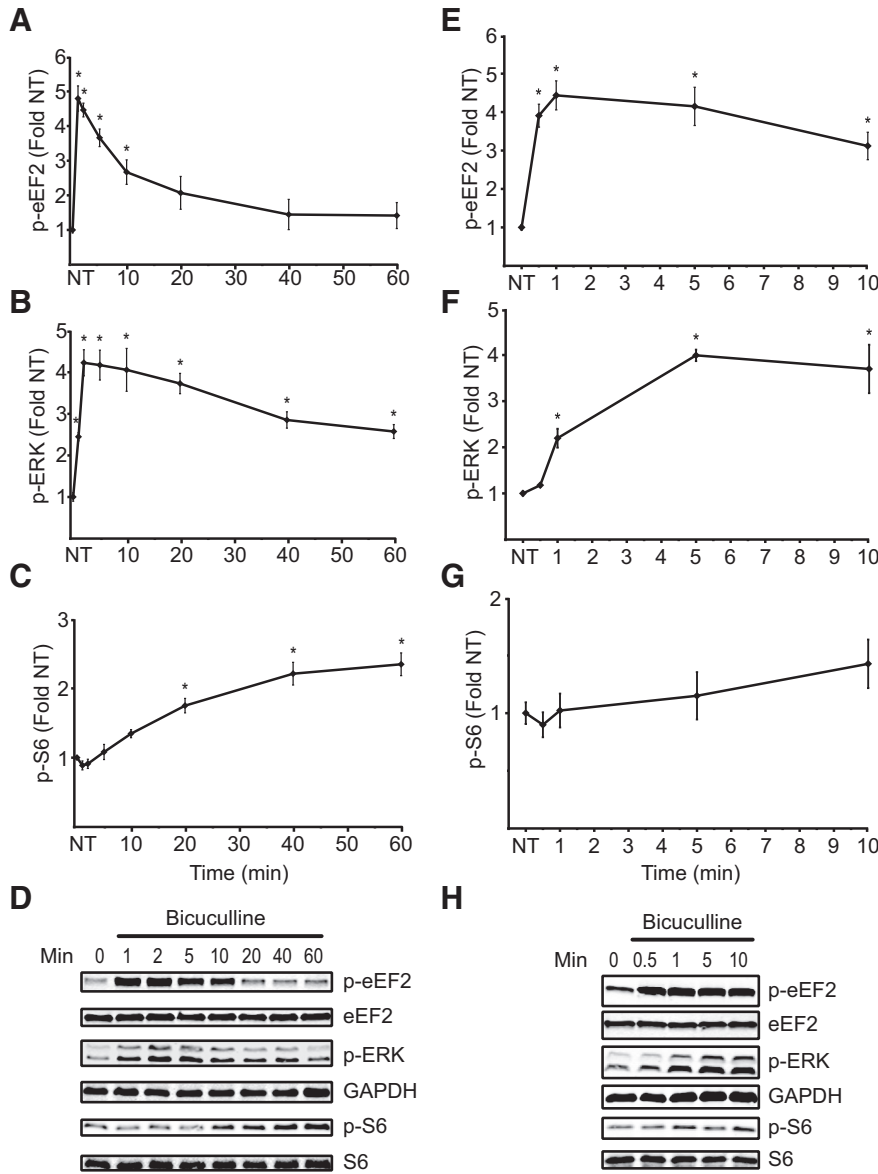 A
p-eEF2 (Fold NT)
6
5
4
3
2
1
* * * *
NT 10 20 30 40 50 60
B
p-ERK (Fold NT)
5
4
3
2
1
* * * * * * *
NT 10 20 30 40 50 60
C
p-S6 (Fold NT)
3
2
1
* * *
NT 10 20 30 40 50 60
Time (min)
D
Bicuculline
Min 0 1 2 5 10 20 40 60
p-eEF2
eEF2
p-ERK
GAPDH
p-S6
S6
E
p-eEF2 (Fold NT)
6
5
4
3
2
1
* * * *
NT 1 2 3 4 5 6 7 8 9 10
F
p-ERK (Fold NT)
5
4
3
2
1
* * *
NT 1 2 3 4 5 6 7 8 9 10
G
p-S6 (Fold NT)
2
1
NT 1 2 3 4 5 6 7 8 9 10
Time (min)
H
Bicuculline
Min 0 0.5 1 5 10
p-eEF2
eEF2
p-ERK
GAPDH
p-S6
S6